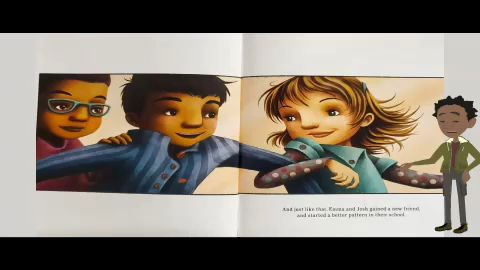 And just like that, Emma and Josh gained a new friend,
and started a better pattern in their school.